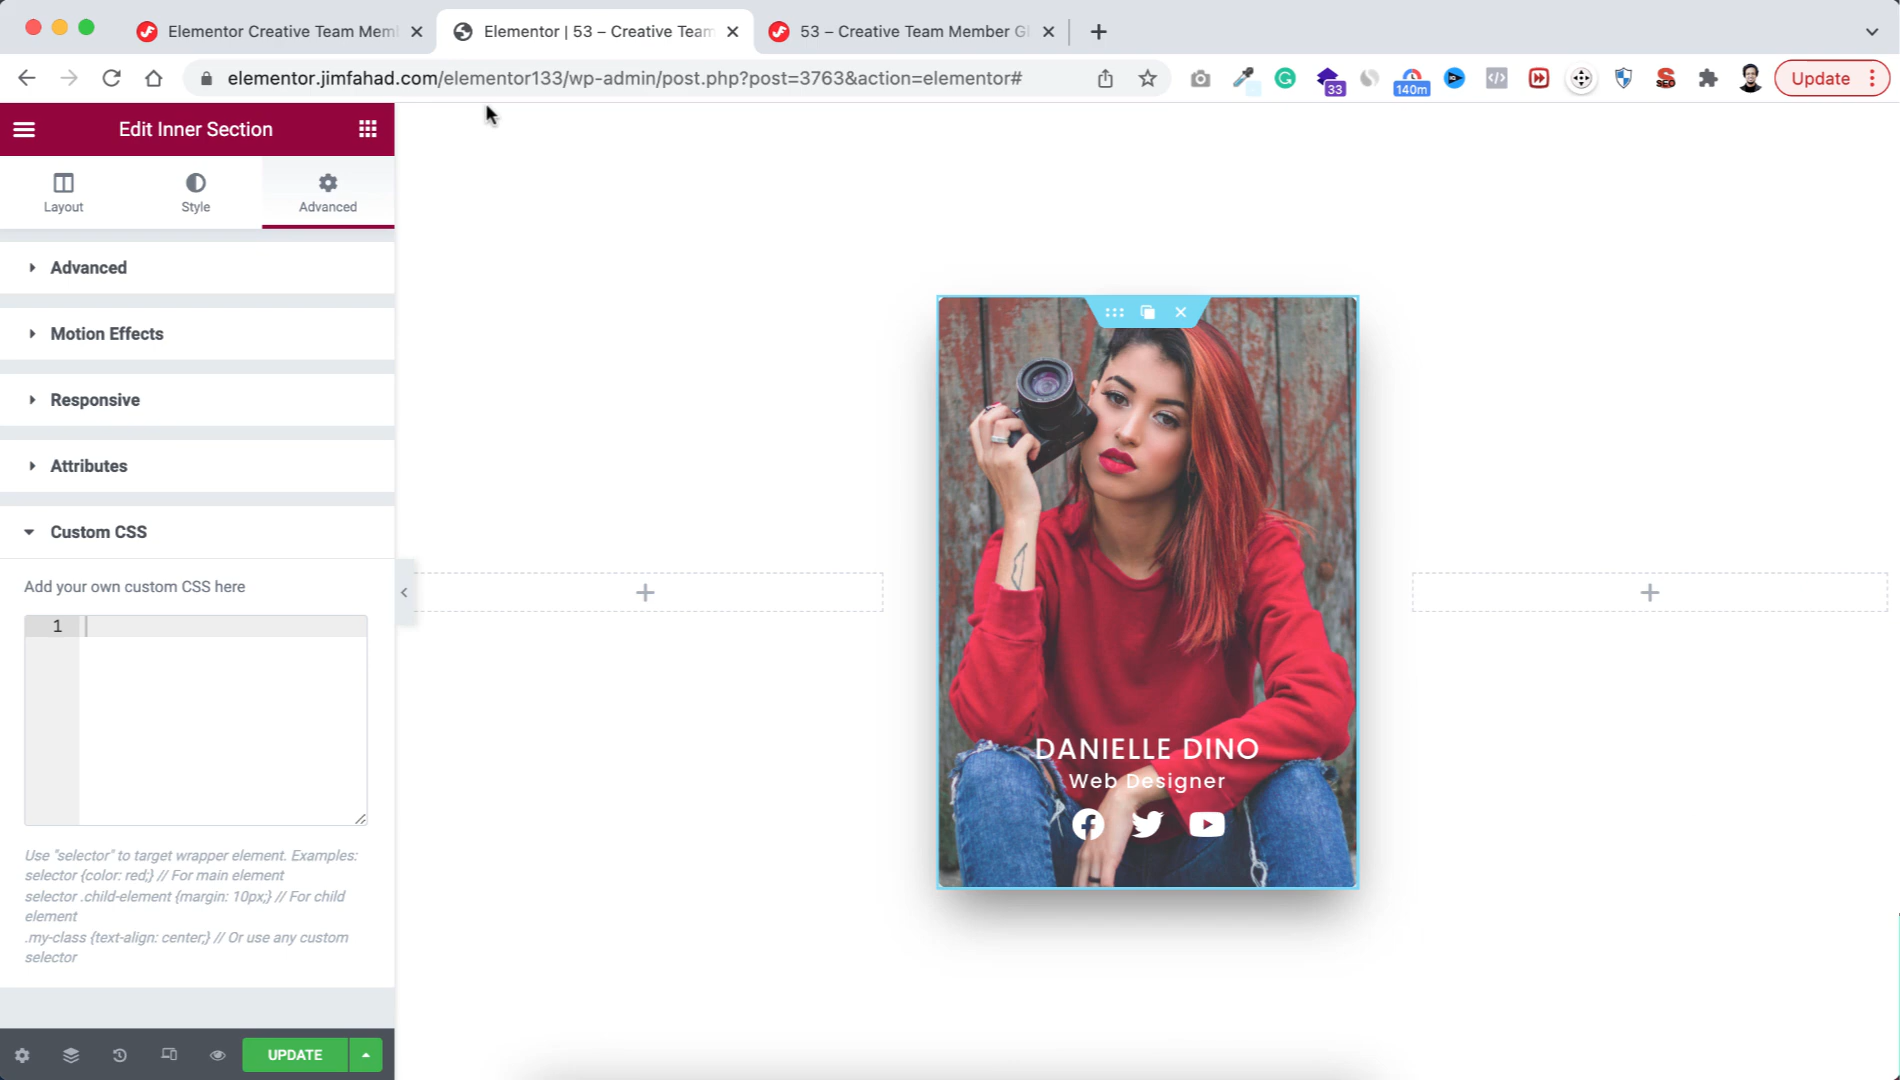 Elementor Creative Team Mem
Elementor | 53 – Creative Team
53 – Creative Team Member Gl
elementor.jimfahad.com/elementor133/wp-admin/post.php?post=3763&action=elementor#
33
140m
SEO
Update
Edit Inner Section
Layout
Style
Advanced
Advanced
Motion Effects
Responsive
Attributes
Custom CSS
Add your own custom CSS here
1
Use "selector" to target wrapper element. Examples:
selector {color: red;} // For main element
selector .child-element {margin: 10px;} // For child
element
.my-class {text-align: center;} // Or use any custom
selector
UPDATE
DANIELLE DINO
Web Designer